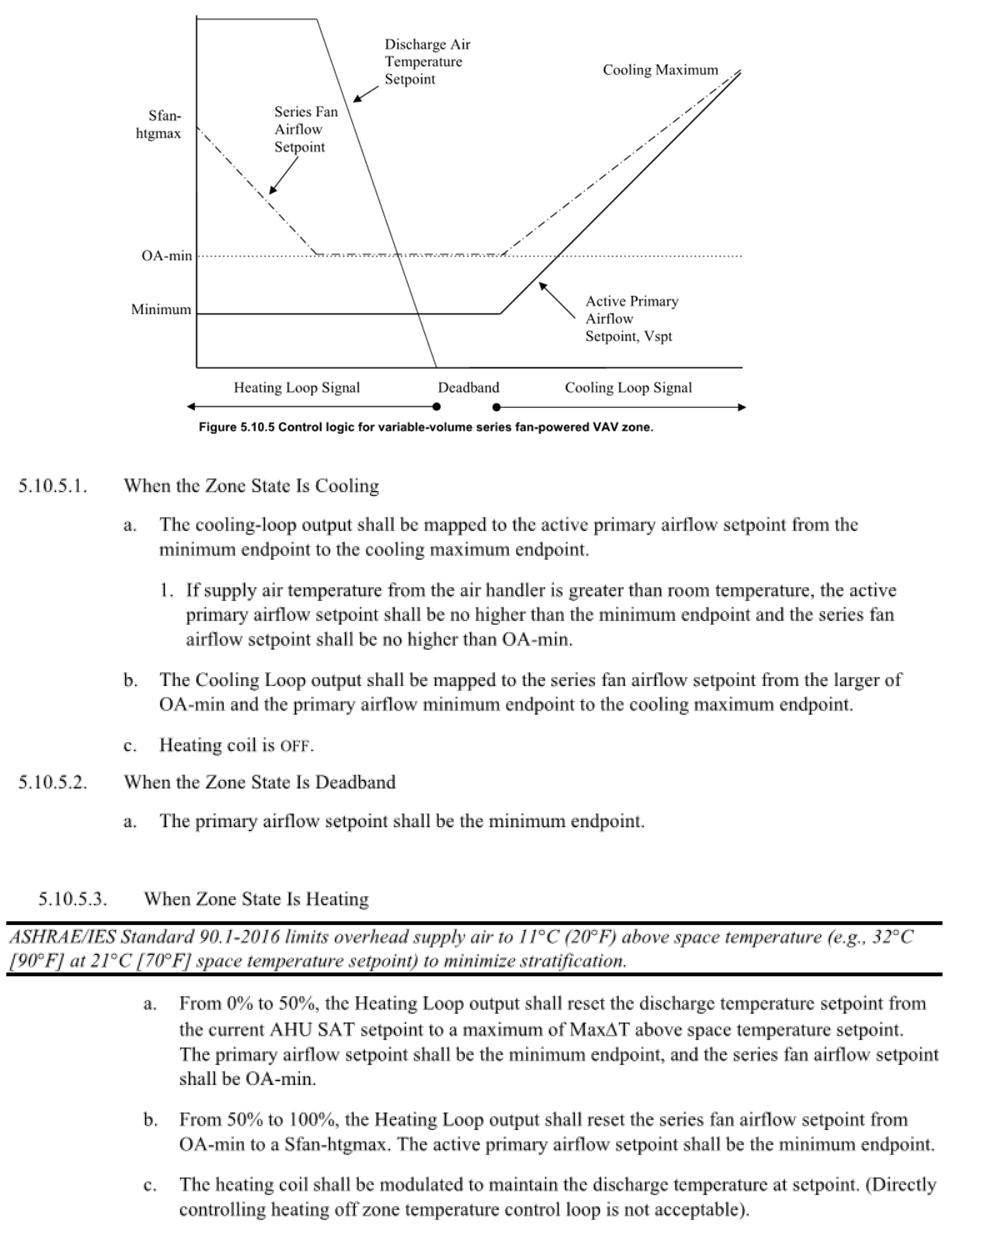 Discharge Air
Temperature
Setpoint
Cooling Maximum
Sfan-
htgmax
Series Fan
Airflow
Setpoint
OA-min
Minimum
Active Primary
Airflow
Setpoint, Vspt
Heating Loop Signal
Deadband
Cooling Loop Signal
Figure 5.10.5 Control logic for variable-volume series fan-powered VAV zone.
5.10.5.1. When the Zone State Is Cooling
a. The cooling-loop output shall be mapped to the active primary airflow setpoint from the
minimum endpoint to the cooling maximum endpoint.
1. If supply air temperature from the air handler is greater than room temperature, the active
primary airflow setpoint shall be no higher than the minimum endpoint and the series fan
airflow setpoint shall be no higher than OA-min.
b. The Cooling Loop output shall be mapped to the series fan airflow setpoint from the larger of
OA-min and the primary airflow minimum endpoint to the cooling maximum endpoint.
c. Heating coil is OFF.
5.10.5.2. When the Zone State Is Deadband
a. The primary airflow setpoint shall be the minimum endpoint.
5.10.5.3. When Zone State Is Heating
ASHRAE/IES Standard 90.1-2016 limits overhead supply air to 11°C (20°F) above space temperature (e.g., 32°C
[90°F] at 21°C [70°F] space temperature setpoint) to minimize stratification.
a. From 0% to 50%, the Heating Loop output shall reset the discharge temperature setpoint from
the current AHU SAT setpoint to a maximum of MaxΔT above space temperature setpoint.
The primary airflow setpoint shall be the minimum endpoint, and the series fan airflow setpoint
shall be OA-min.
b. From 50% to 100%, the Heating Loop output shall reset the series fan airflow setpoint from
OA-min to a Sfan-htgmax. The active primary airflow setpoint shall be the minimum endpoint.
c. The heating coil shall be modulated to maintain the discharge temperature at setpoint. (Directly
controlling heating off zone temperature control loop is not acceptable).